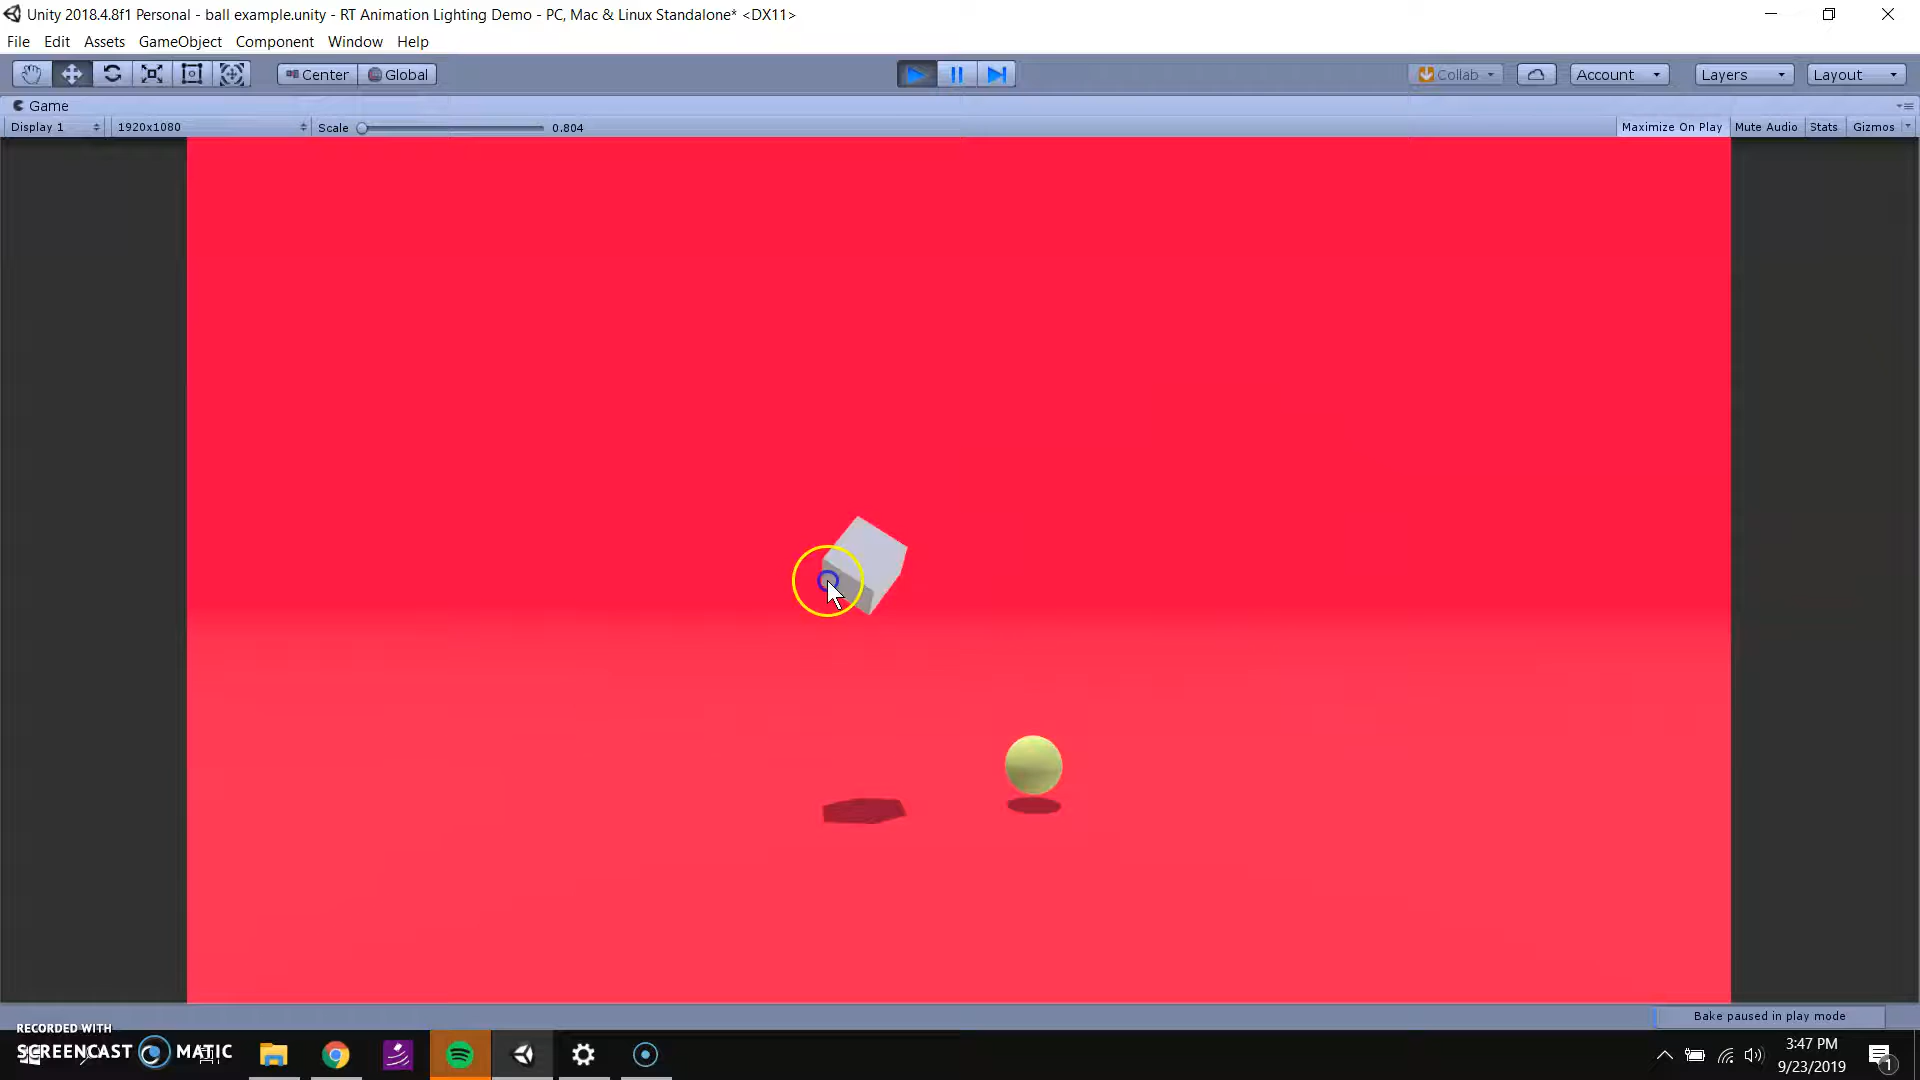 Unity 2018.4.8f1 Personal - ball example.unity - RT Animation Lighting Demo - PC, Mac & Linux Standalone* <DX11>
File Edit Assets GameObject Component Window Help
Center Global Collab Account Layers Layout
Game
Display 1 1920x1080 Scale 0.804 Maximize On Play Mute Audio Stats Gizmos
Bake paused in play mode
RECORDED WITH
SCREENCAST MATIC
3:47 PM
9/23/2019
1